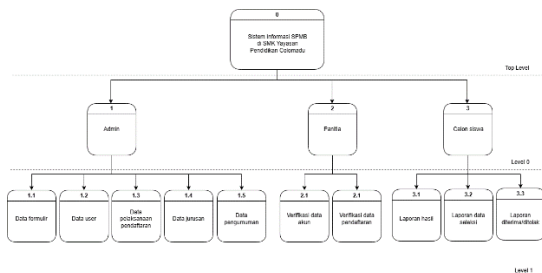 0
Sistem Informasi SPMB
di SMK Yayasan
Pendidikan Colomadu
Top Level
1
Admin
2
Panitia
3
Calon siswa
Level 0
1.1
Data formulir
1.2
Data user
1.3
Data
pelaksanaan
pendaftaran
1.4
Data jurusan
1.5
Data
pengumuman
2.1
Verifikasi data
akun
2.1
Verifikasi data
pendaftaran
3.1
Laporan hasil
3.2
Laporan data
seleksi
3.3
Laporan
diterima/ditolak
Level 1